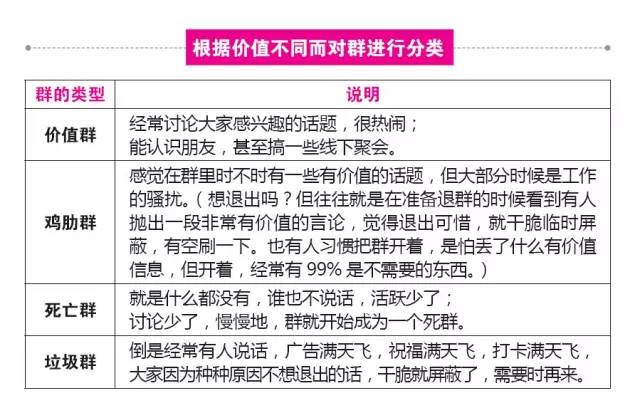 根据价值不同而对群进行分类
群的类型 说明
价值群
经常讨论大家感兴趣的话题，很热闹；
能认识朋友，甚至搞一些线下聚会。
鸡肋群
感觉在群里时不时有一些有价值的话题，但大部分时候是工作
的骚扰。（想退出吗？但往往就是在准备退群的时候看到有人
抛出一段非常有价值的言论，觉得退出可惜，就干脆临时屏
蔽，有空刷一下。也有人习惯把群开着，是怕丢了什么有价值
信息，但开着，经常有 99% 是不需要的东西。）
死亡群
就是什么都没有，谁也不说话，活跃少了；
讨论少了，慢慢地，群就开始成为一个死群。
垃圾群
倒是经常有人说话，广告满天飞，祝福满天飞，打卡满天飞，
大家因为种种原因不想退出的话，干脆就屏蔽了，需要时再来。